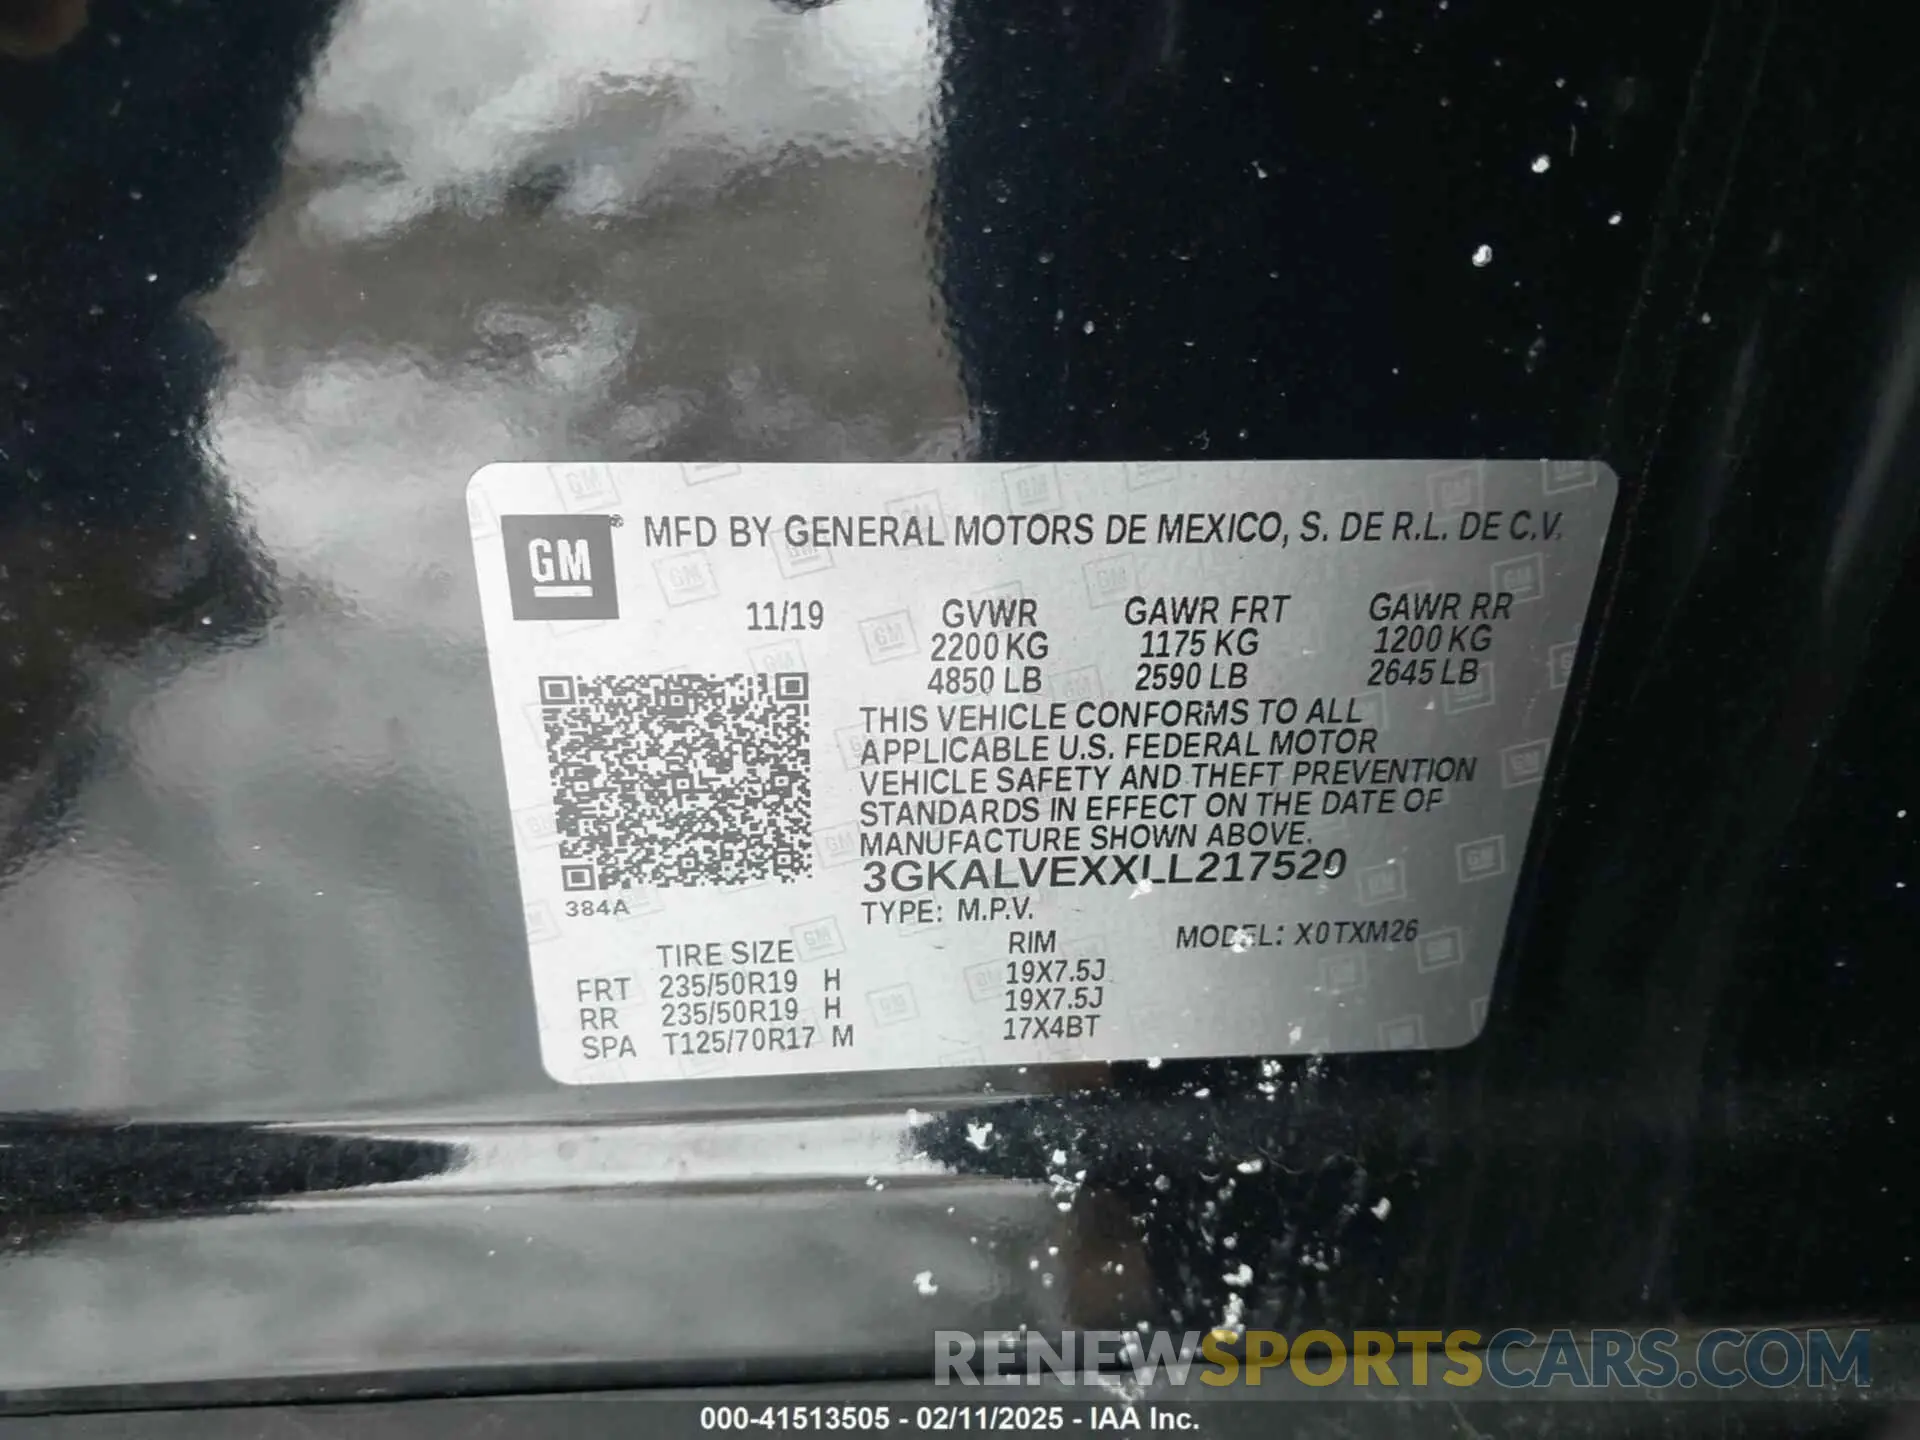 GM ® MFD BY GENERAL MOTORS DE MEXICO, S. DE R.L. DE C.V.
11/19 GVWR GAWR FRT GAWR RR
2200 KG 1175 KG 1200 KG
4850 LB 2590 LB 2645 LB
THIS VEHICLE CONFORMS TO ALL
APPLICABLE U.S. FEDERAL MOTOR
VEHICLE SAFETY AND THEFT PREVENTION
STANDARDS IN EFFECT ON THE DATE OF
MANUFACTURE SHOWN ABOVE.
3GKALVEXXLL217520
384A
TYPE: M.P.V.
TIRE SIZE RIM MODEL: X0TXM26
FRT 235/50R19 H 19X7.5J
RR 235/50R19 H 19X7.5J
SPA T125/70R17 M 17X4BT
RENEWSPORTSCARS.COM
000-41513505 - 02/11/2025 - IAA Inc.